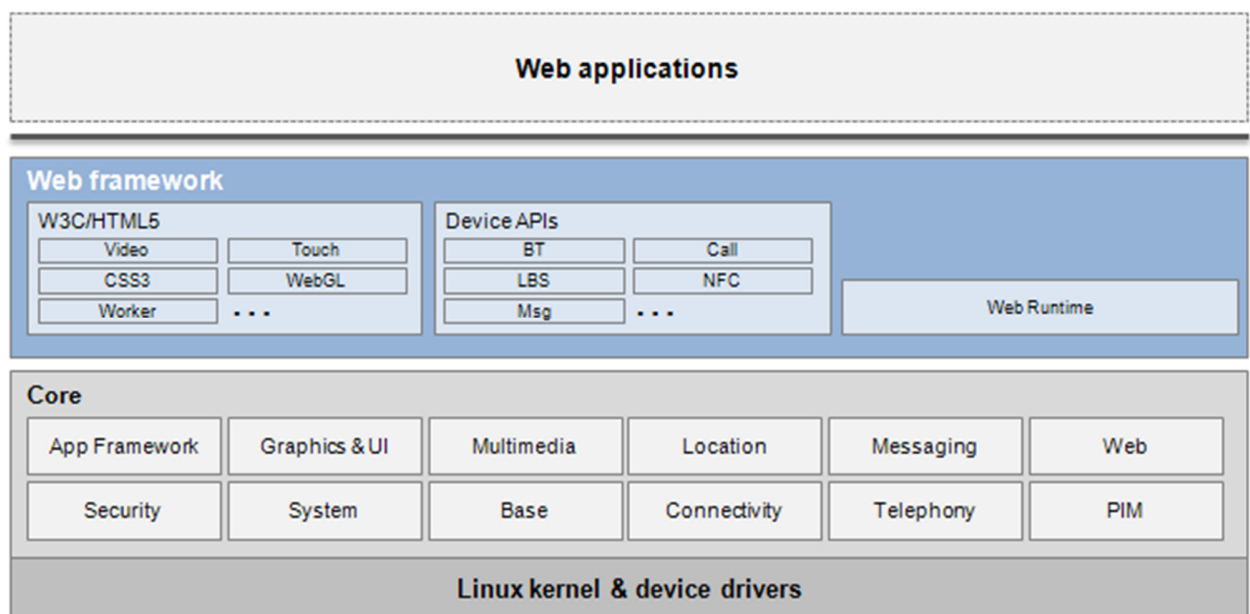 Web applications
Web framework
W3C/HTML5
Video
Touch
CSS3
WebGL
Worker
...
Device APIs
BT
Call
LBS
NFC
Msg
...
Web Runtime
Core
App Framework
Graphics & UI
Multimedia
Location
Messaging
Web
Security
System
Base
Connectivity
Telephony
PIM
Linux kernel & device drivers